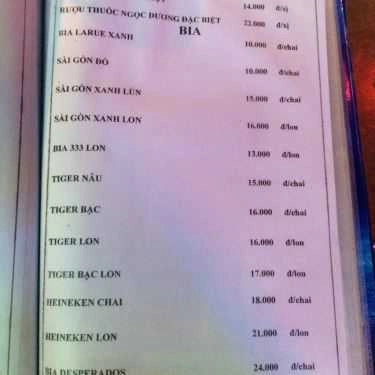 14.000 đ/xị
RƯỢU THUỐC NGỌC DƯƠNG ĐẶC BIỆT 22.000 đ/xị
BIA
BIA LARUE XANH 10.000 đ/chai
SÀI GÒN ĐỎ 10.000 đ/chai
SÀI GÒN XANH LÙN 15.000 đ/chai
SÀI GÒN XANH LON 16.000 đ/lon
BIA 333 LON 13.000 đ/lon
TIGER NÂU 15.000 đ/chai
TIGER BẠC 16.000 đ/chai
TIGER LON 16.000 đ/lon
TIGER BẠC LON 17.000 đ/lon
HEINEKEN CHAI 18.000 đ/chai
HEINEKEN LON 21.000 đ/lon
BIA DESPERADOS 24.000 đ/chai